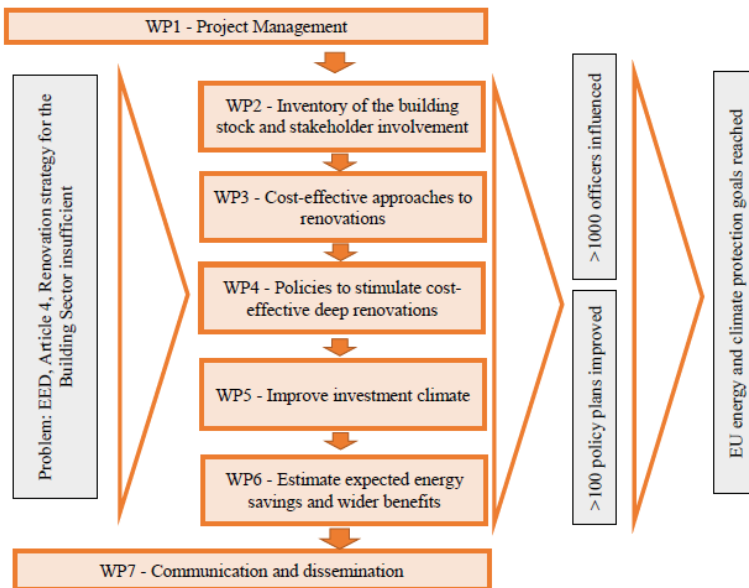 WP1 - Project Management
Problem: EED, Article 4, Renovation strategy for the
Building Sector insufficient
WP2 - Inventory of the building
stock and stakeholder involvement
WP3 - Cost-effective approaches to
renovations
WP4 - Policies to stimulate cost-
effective deep renovations
WP5 - Improve investment climate
WP6 - Estimate expected energy
savings and wider benefits
WP7 - Communication and dissemination
>1000 officers influenced
>100 policy plans improved
EU energy and climate protection goals reached